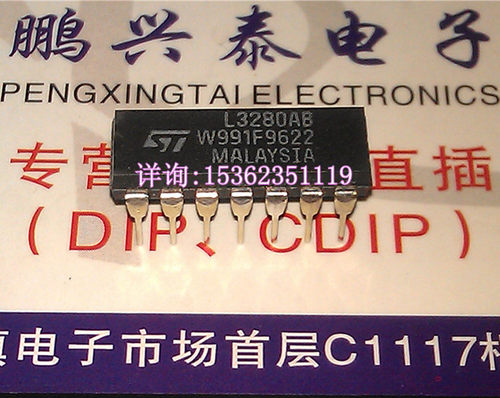 鹏兴泰电子
PENGXINGTAI ELECTRONICS
L3280AB
ST W991F9622
MALAYSIA
专营 直插
详询:15362351119
(DIP、CDIP)
电子市场首层C1117